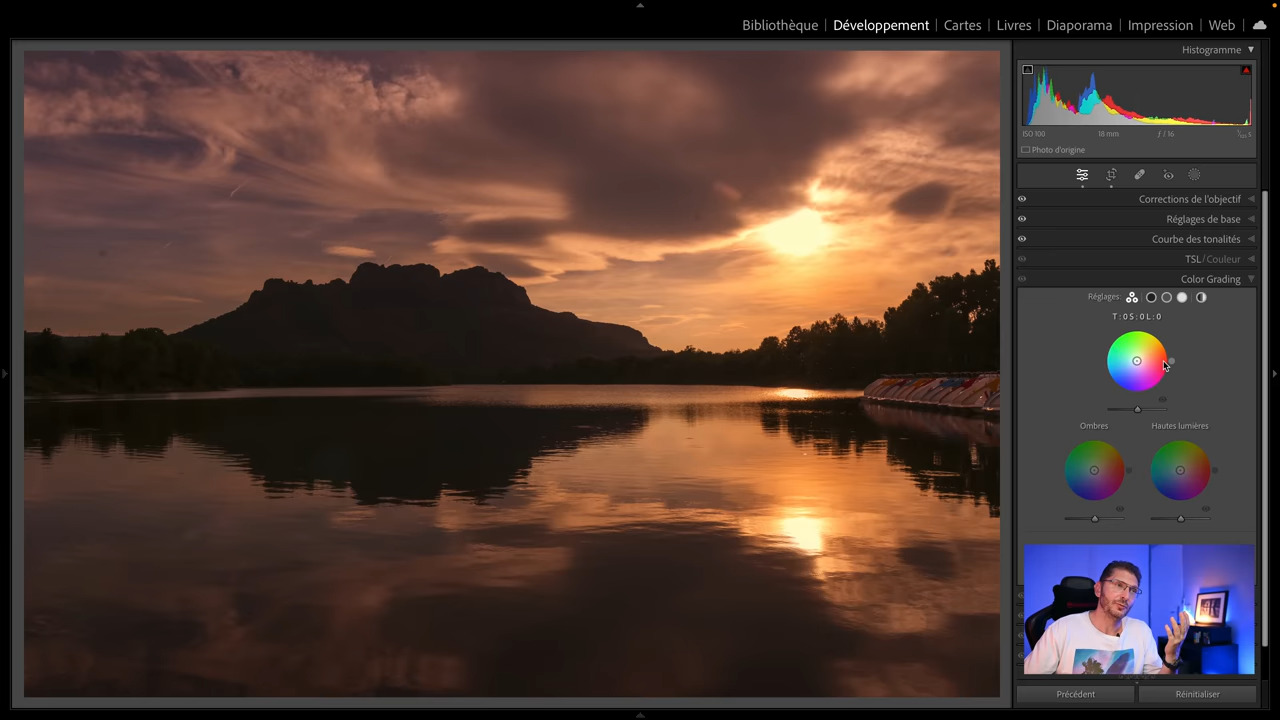 Bibliothèque | Développement | Cartes | Livres | Diaporama | Impression | Web
Histogramme
ISO 100 18 mm ƒ / 16
Photo d'origine
Corrections de l'objectif
Réglages de base
Courbe des tonalités
TSL / Couleur
Color Grading
Réglages:
T : 0 S : 0 L : 0
Ombres Hautes lumières
Précédent Réinitialiser